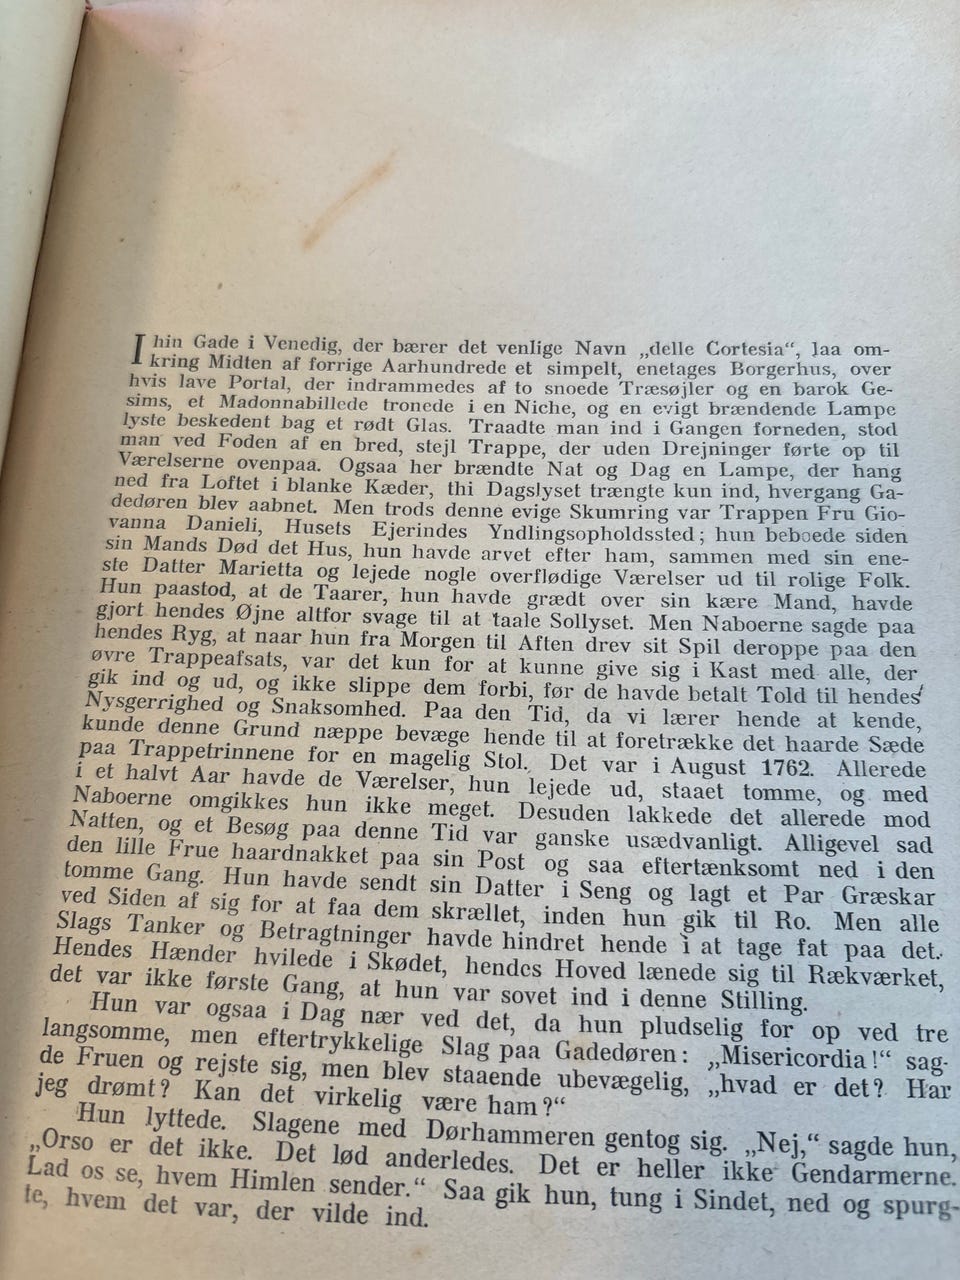 I hin Gade i Venedig, der bærer det venlige Navn „delle Cortesia“, laa om-
kring Midten af forrige Aarhundrede et simpelt, enetages Borgerhus, over
hvis lave Portal, der indrammedes af to snoede Træsøjler og en barok Ge-
sims, et Madonnabillede tronede i en Niche, og en evigt brændende Lampe
lyste beskedent bag et rødt Glas. Traadte man ind i Gangen forneden, stod
man ved Foden af en bred, stejl Trappe, der uden Drejninger førte op til
Værelserne ovenpaa. Ogsaa her brændte Nat og Dag en Lampe, der hang
ned fra Loftet i blanke Kæder, thi Dagslyset trængte kun ind, hvergang Ga-
dedøren blev aabnet. Men trods denne evige Skumring var Trappen Fru Gio-
vanna Danieli, Husets Ejerindes Yndlingsopholdssted; hun beboede siden
sin Mands Død det Hus, hun havde arvet efter ham, sammen med sin ene-
ste Datter Marietta og lejede nogle overflødige Værelser ud til rolige Folk.
Hun paastod, at de Taarer, hun havde grædt over sin kære Mand, havde
gjort hendes Øjne altfor svage til at taale Sollyset. Men Naboerne sagde paa
hendes Ryg, at naar hun fra Morgen til Aften drev sit Spil deroppe paa den
øvre Trappeafsats, var det kun for at kunne give sig i Kast med alle, der
gik ind og ud, og ikke slippe dem forbi, før de havde betalt Told til hendes
Nysgerrighed og Snaksomhed. Paa den Tid, da vi lærer hende at kende,
kunde denne Grund næppe bevæge hende til at foretrække det haarde Sæde
paa Trappetrinnene for en magelig Stol. Det var i August 1762. Allerede
i et halvt Aar havde de Værelser, hun lejede ud, staaet tomme, og med
Naboerne omgikkes hun ikke meget. Desuden lakkede det allerede mod
Natten, og et Besøg paa denne Tid var ganske usædvanligt. Alligevel sad
den lille Frue haardnakket paa sin Post og saa eftertænksomt ned i den
tomme Gang. Hun havde sendt sin Datter i Seng og lagt et Par Græskar
ved Siden af sig for at faa dem skrællet, inden hun gik til Ro. Men alle
Slags Tanker og Betragtninger havde hindret hende i at tage fat paa det.
Hendes Hænder hvilede i Skødet, hendes Hoved lænede sig til Rækværket,
det var ikke første Gang, at hun var sovet ind i denne Stilling.
Hun var ogsaa i Dag nær ved det, da hun pludselig for op ved tre
langsomme, men eftertrykkelige Slag paa Gadedøren: „Misericordia!“ sag-
de Fruen og rejste sig, men blev staaende ubevægelig, „hvad er det? Har
jeg drømt? Kan det virkelig være ham?“
Hun lyttede. Slagene med Dørhammeren gentog sig. „Nej,“ sagde hun,
„Orso er det ikke. Det lød anderledes. Det er heller ikke Gendarmerne.
Lad os se, hvem Himlen sender.“ Saa gik hun, tung i Sindet, ned og spurg-
te, hvem det var, der vilde ind.